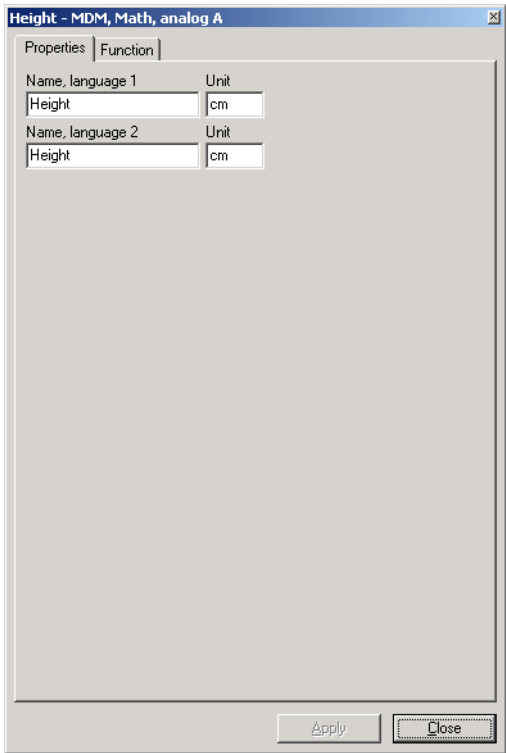 Height - MDM, Math, analog A
Properties Function
Name, language 1 Unit
Height cm
Name, language 2 Unit
Height cm
Apply Close